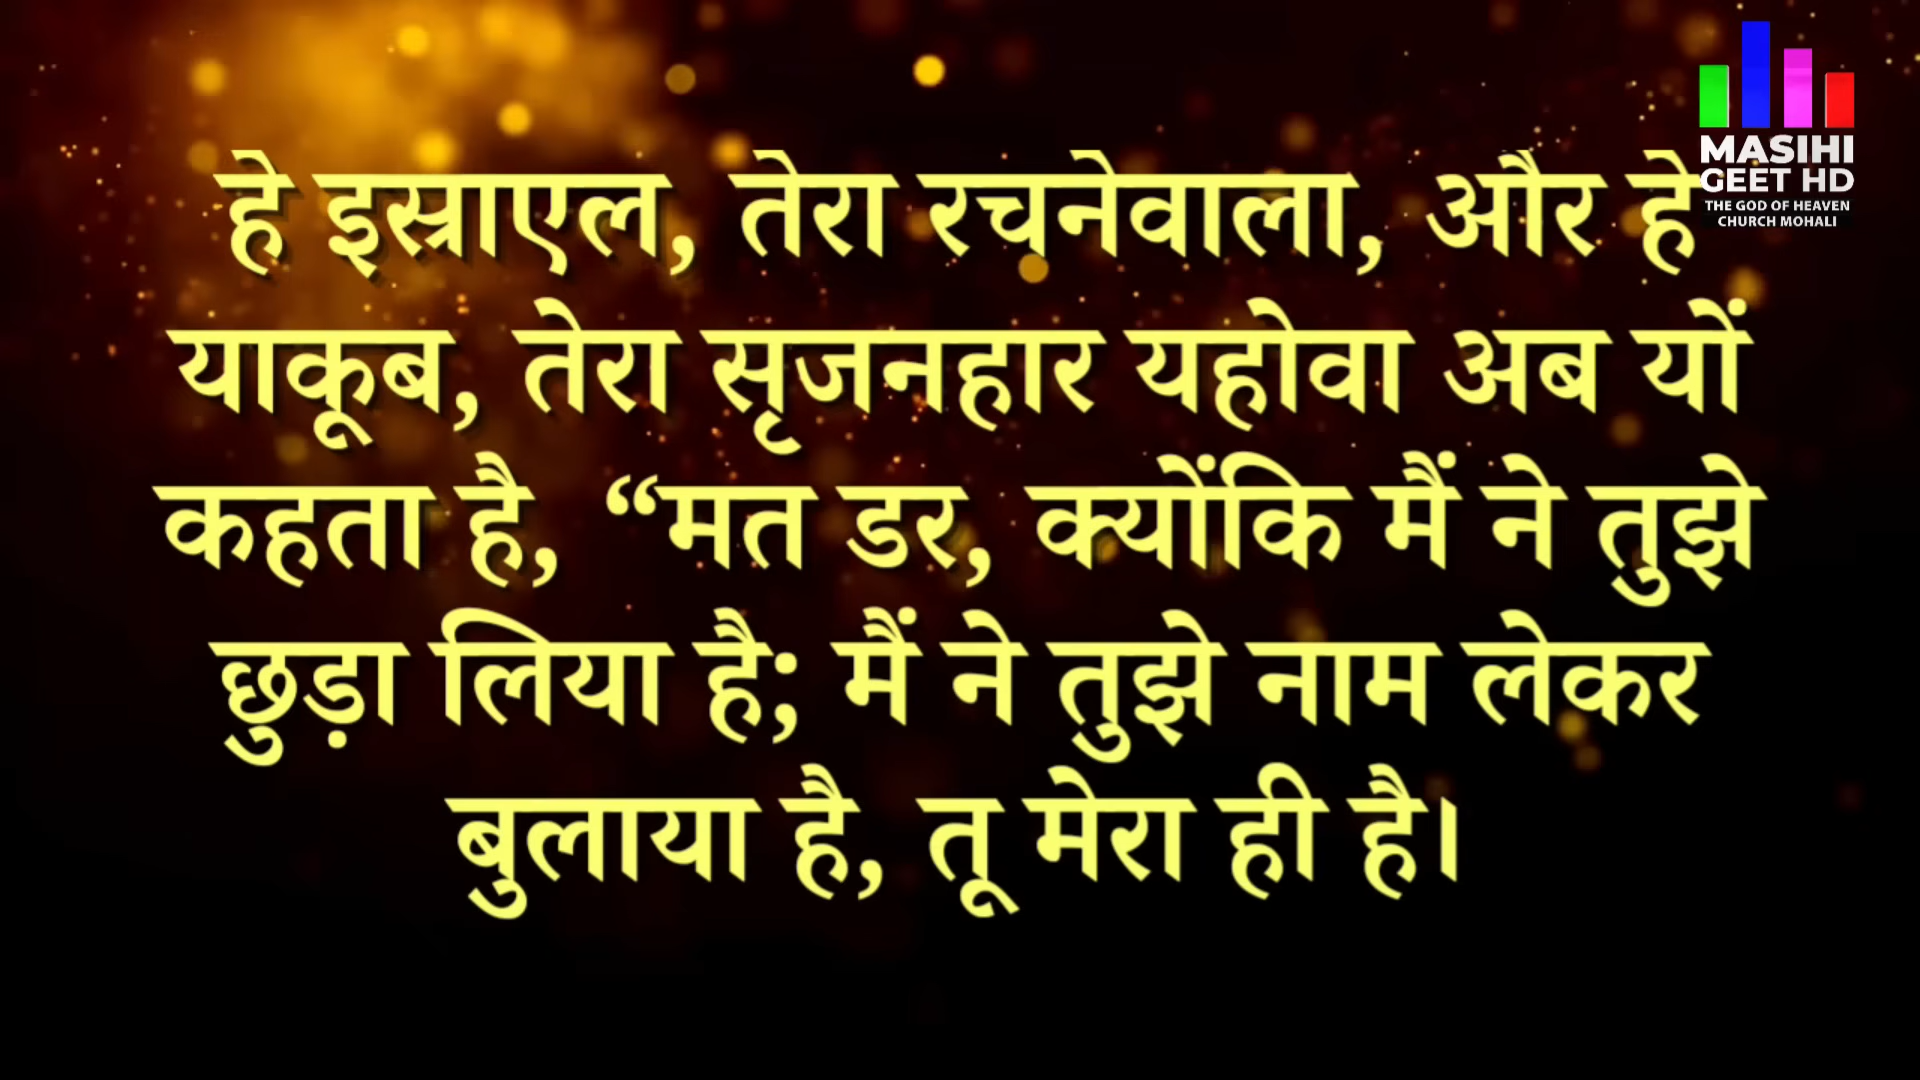 MASIHI
GEET HD
THE GOD OF HEAVEN
CHURCH MOHALI
हे इस्राएल, तेरा रचनेवाला, और हे
याकूब, तेरा सृजनहार यहोवा अब यों
कहता है, “मत डर, क्योंकि मैं ने तुझे
छुड़ा लिया है; मैं ने तुझे नाम लेकर
बुलाया है, तू मेरा ही है।